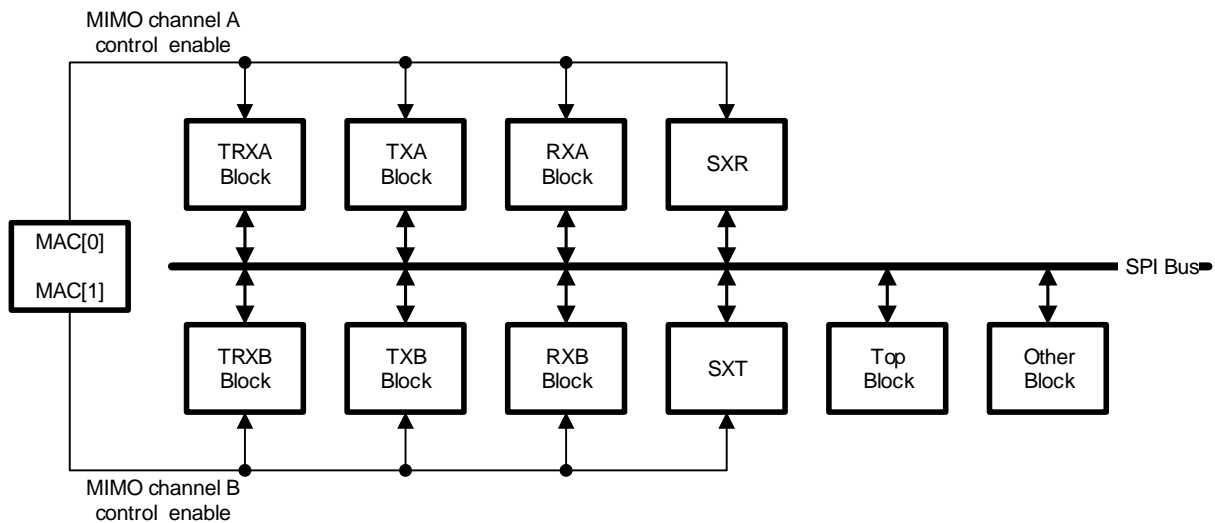 MIMO channel A
control enable
TRXA
Block
TXA
Block
RXA
Block
SXR
MAC[0]
MAC[1]
SPI Bus
TRXB
Block
TXB
Block
RXB
Block
SXT
Top
Block
Other
Block
MIMO channel B
control enable